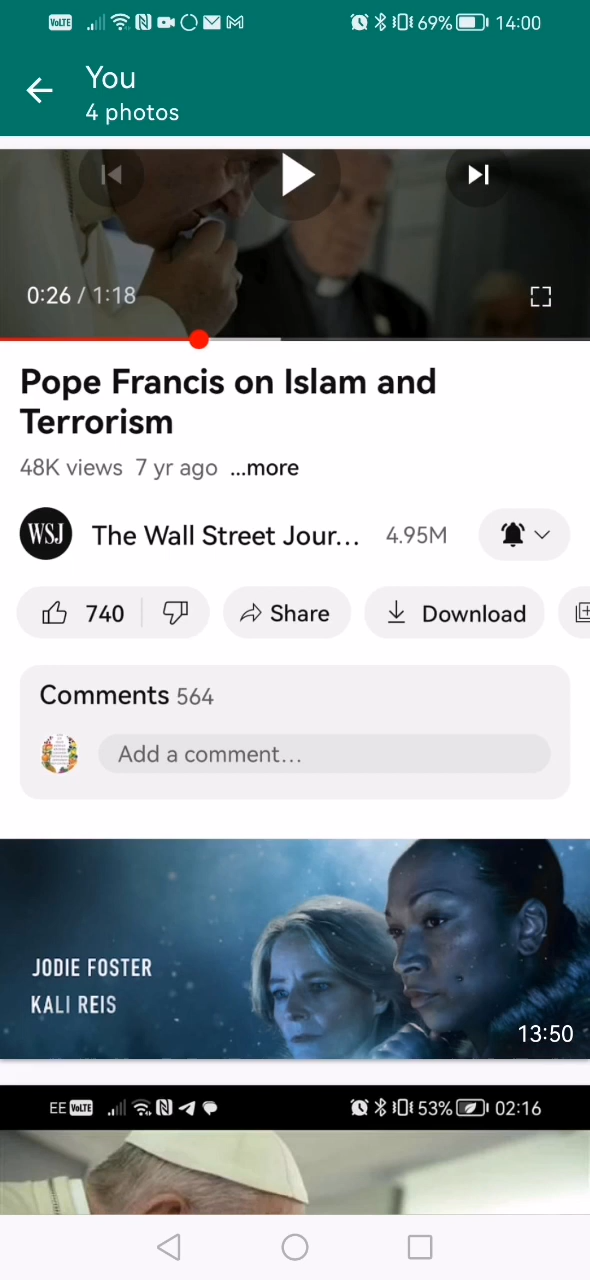 VoLTE 69% 14:00
You
4 photos
0:26 / 1:18
Pope Francis on Islam and
Terrorism
48K views 7 yr ago ...more
WSJ The Wall Street Jour... 4.95M
740 Share Download
Comments 564
Add a comment...
JODIE FOSTER
KALI REIS
13:50
EE VoLTE 53% 02:16